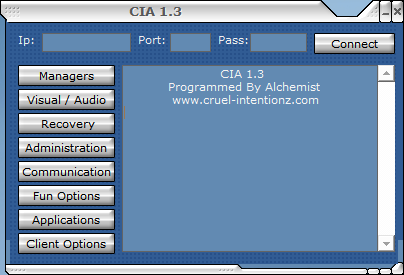 CIA 1.3
Ip: Port: Pass: Connect
Managers
Visual / Audio
Recovery
Administration
Communication
Fun Options
Applications
Client Options
CIA 1.3
Programmed By Alchemist
www.cruel-intentionz.com